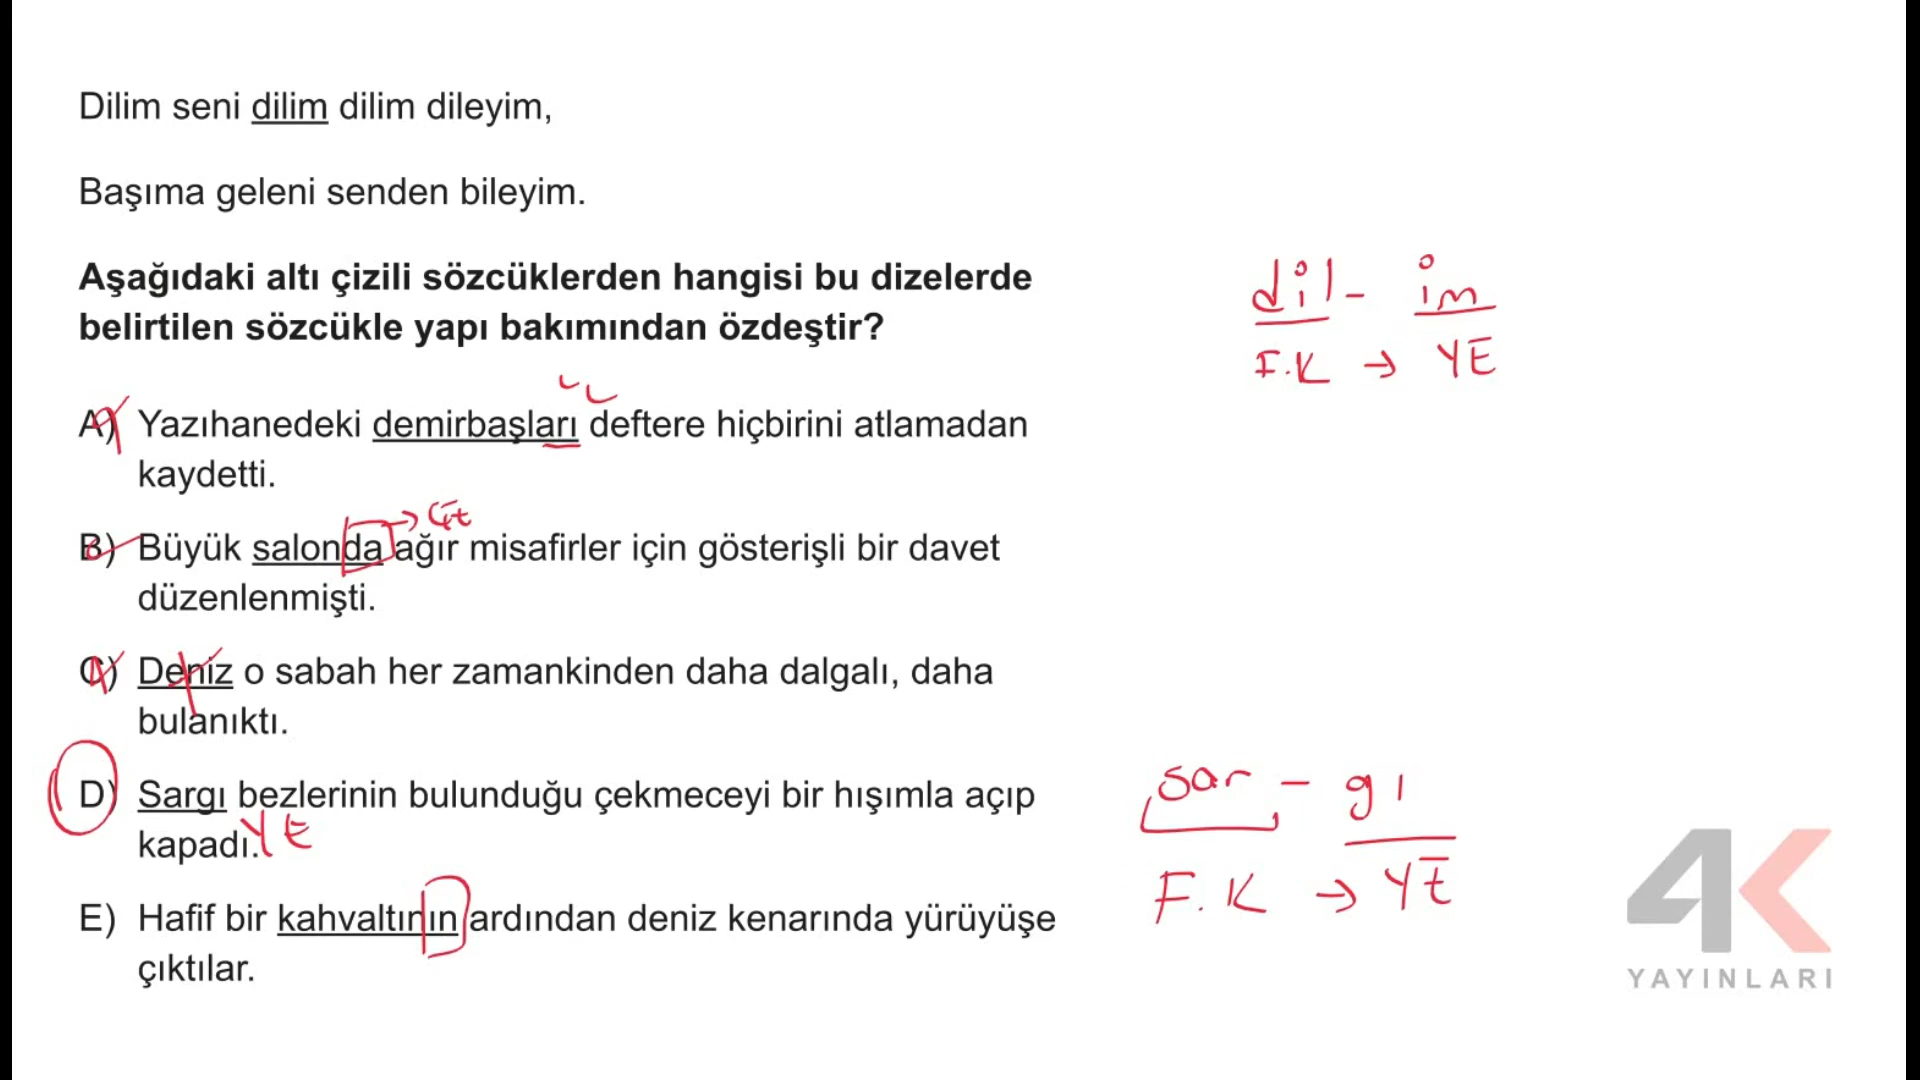 Dilim seni dilim dilim dileyim,
Başıma geleni senden bileyim.
Aşağıdaki altı çizili sözcüklerden hangisi bu dizelerde
belirtilen sözcükle yapı bakımından özdeştir?
dil - im
F.K → YE
A) Yazıhanedeki demirbaşları deftere hiçbirini atlamadan
kaydetti.
→ ÇE
B) Büyük salonda ağır misafirler için gösterişli bir davet
düzenlenmişti.
C) Deniz o sabah her zamankinden daha dalgalı, daha
bulanıktı.
D) Sargı bezlerinin bulunduğu çekmeceyi bir hışımla açıp
kapadı. YE
sar - gı
F.K → YE
E) Hafif bir kahvaltının ardından deniz kenarında yürüyüşe
çıktılar.
4K
YAYINLARI